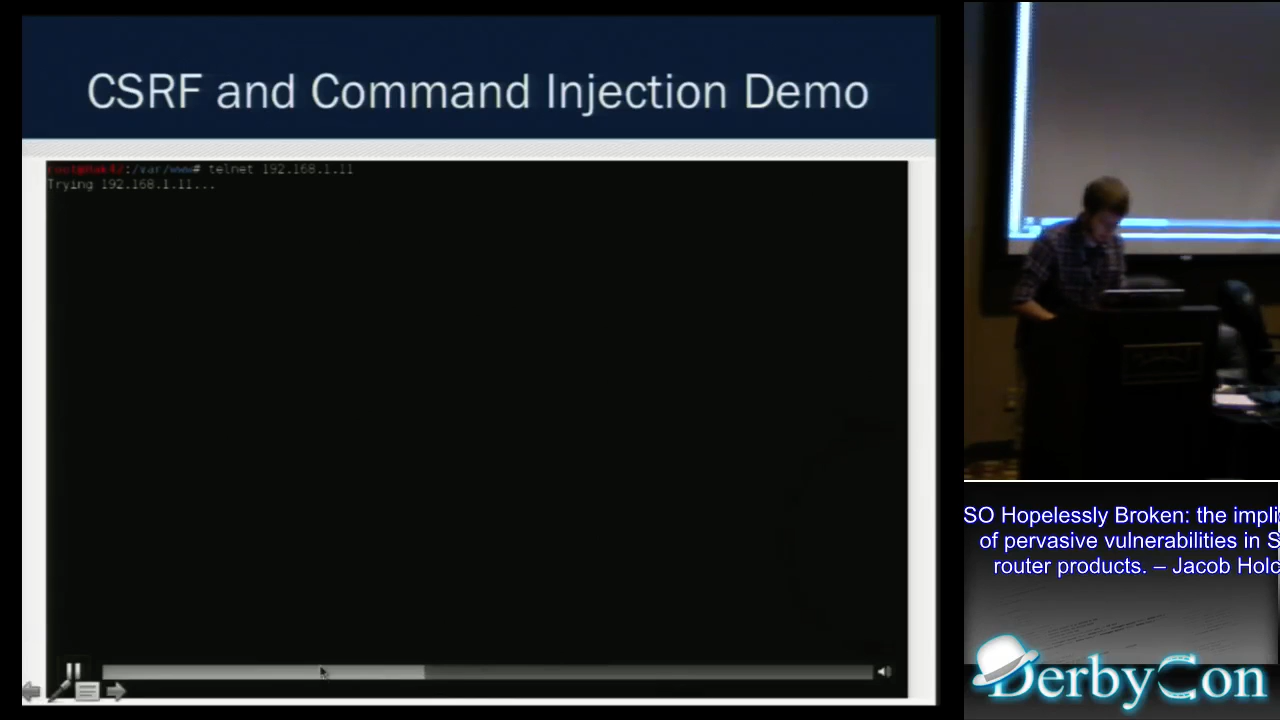 CSRF and Command Injection Demo
:/var/www# telnet 192.168.1.11
Trying 192.168.1.11...
SO Hopelessly Broken: the impli
of pervasive vulnerabilities in S
router products. – Jacob Holc
DerbyCon